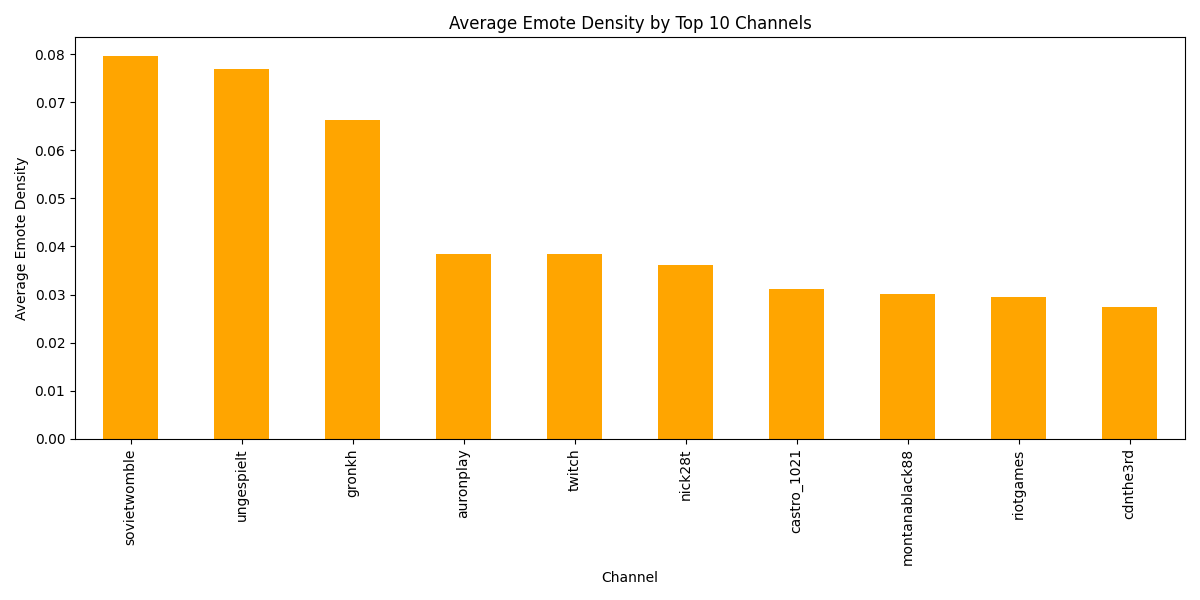 Average Emote Density by Top 10 Channels
Average Emote Density
0.08
0.07
0.06
0.05
0.04
0.03
0.02
0.01
0.00
sovietwomble
ungespielt
gronkh
auronplay
twitch
nick28t
castro_1021
montanablack88
riotgames
cdnthe3rd
Channel